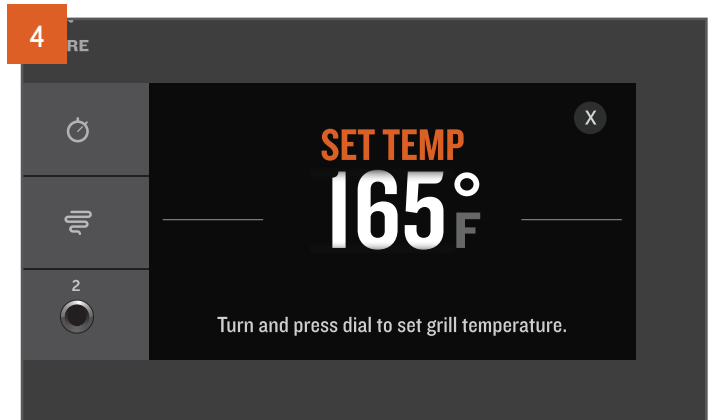 4
RE
X
SET TEMP
165°F
2
Turn and press dial to set grill temperature.